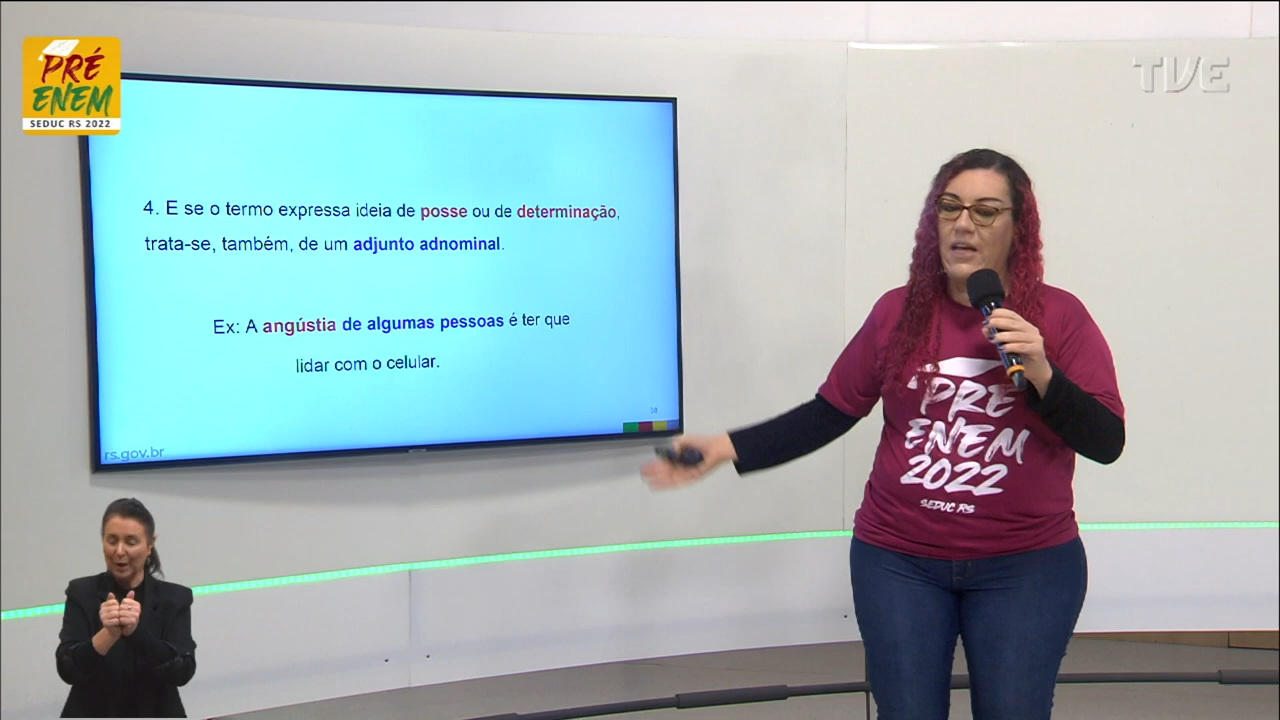 PRÉ
ENEM
SEDUC RS 2022
TVE
4. E se o termo expressa ideia de posse ou de determinação,
trata-se, também, de um adjunto adnominal.
Ex: A angústia de algumas pessoas é ter que
lidar com o celular.
38
rs.gov.br
PRÉ
ENEM
2022
SEDUC RS